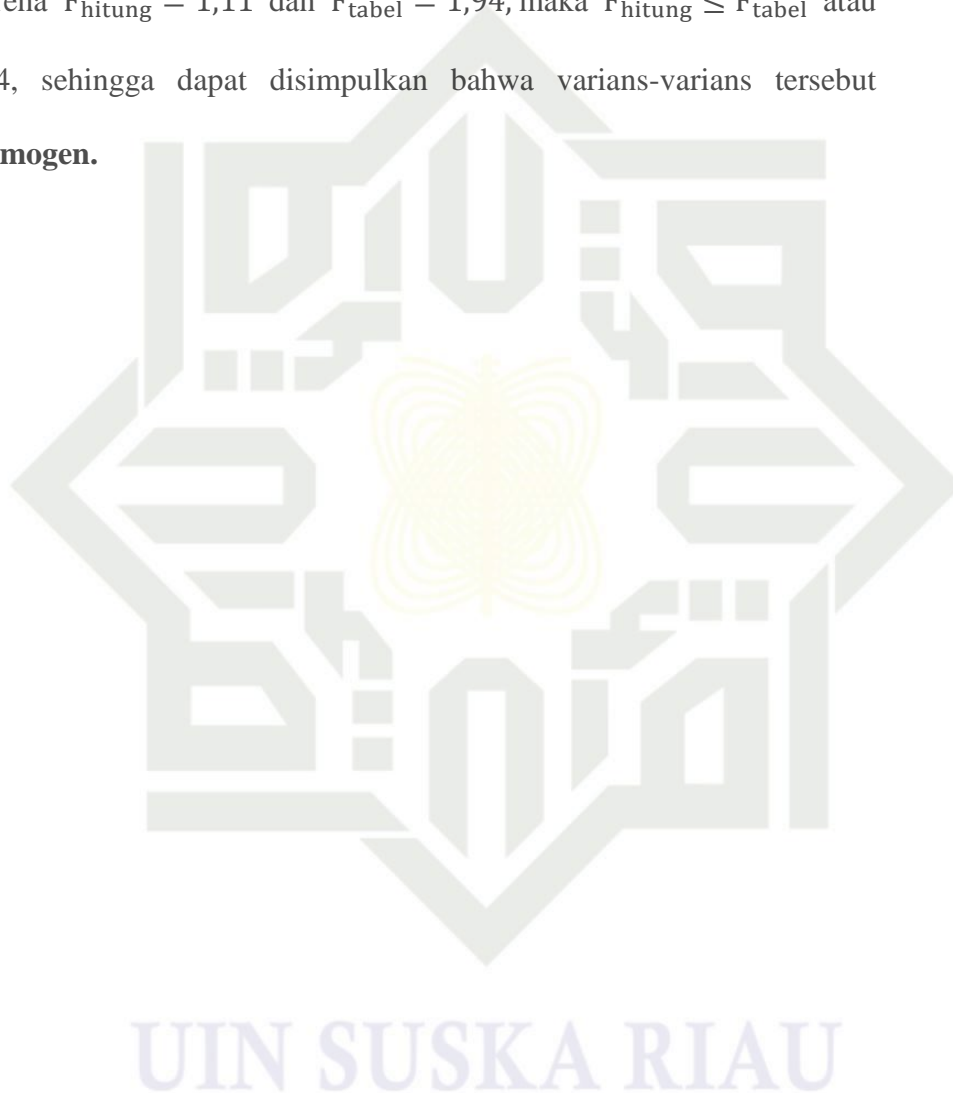 rena F_hitung = 1,11 dan F_tabel = 1,94, maka F_hitung ≤ F_tabel atau
4, sehingga dapat disimpulkan bahwa varians-varians tersebut
mogen.
UIN SUSKA RIAU